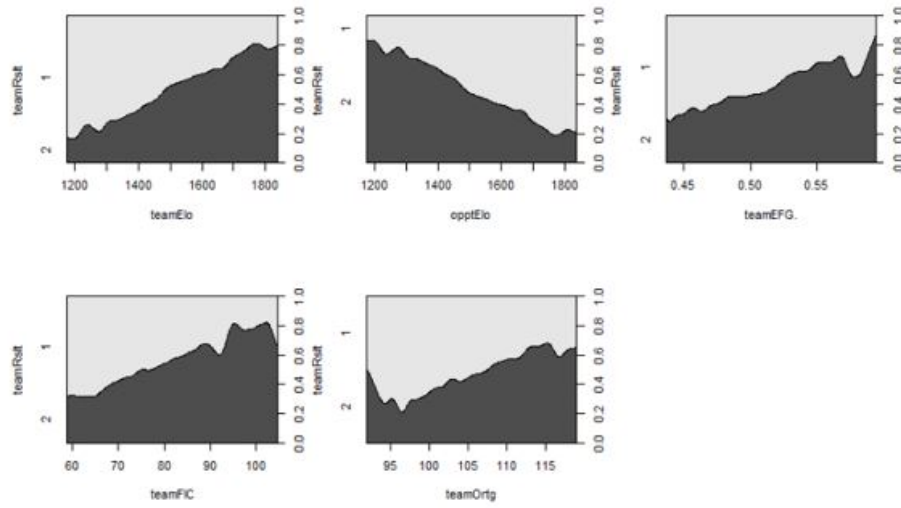 teamRslt
1
2
0.0 0.2 0.4 0.6 0.8 1.0
1200 1400 1600 1800
teamElo
teamRslt
1
2
0.0 0.2 0.4 0.6 0.8 1.0
1200 1400 1600 1800
opptElo
teamRslt
1
2
0.0 0.2 0.4 0.6 0.8 1.0
0.45 0.50 0.55
teamEFG.
teamRslt
1
2
0.0 0.2 0.4 0.6 0.8 1.0
60 70 80 90 100
teamFIC
teamRslt
1
2
0.0 0.2 0.4 0.6 0.8 1.0
95 100 105 110 115
teamOrtg